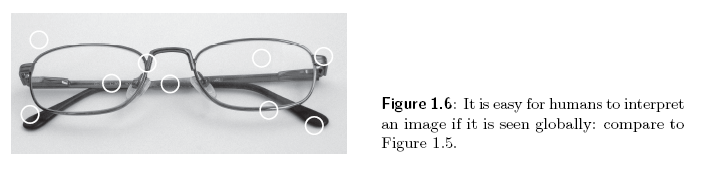 Figure 1.6: It is easy for humans to interpret
an image if it is seen globally: compare to
Figure 1.5.